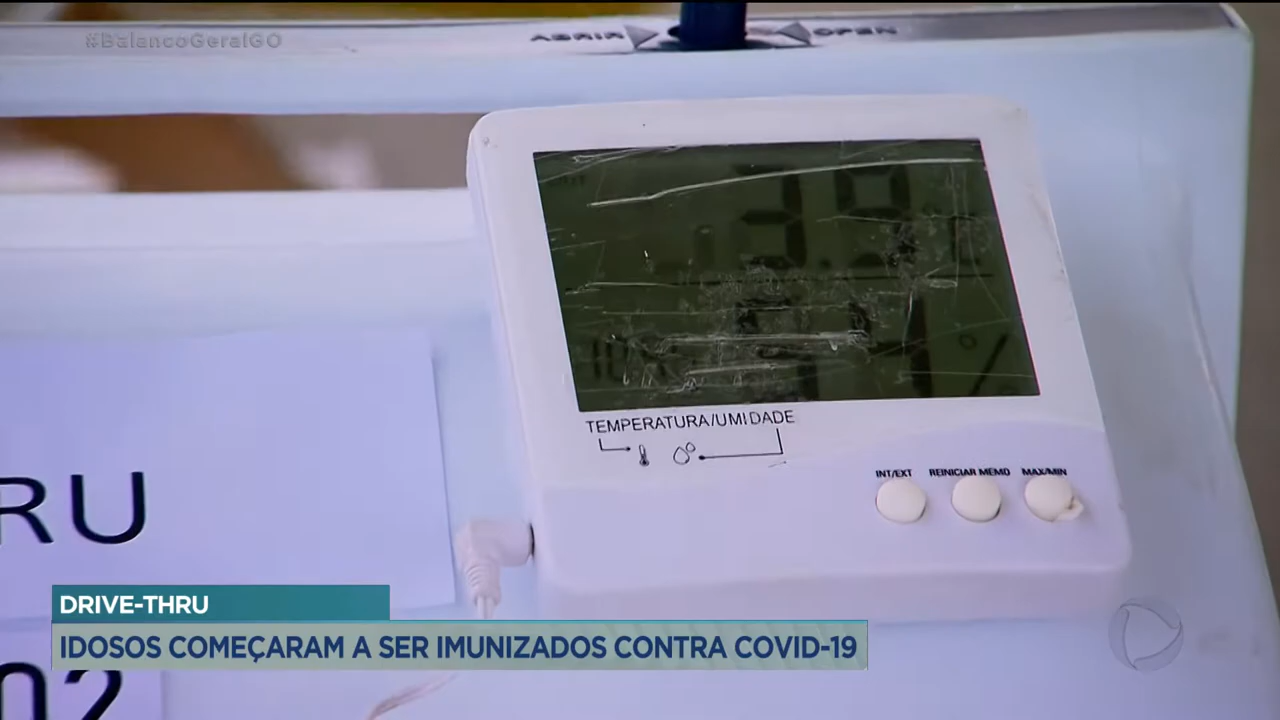 #BalancoGeralGO
ABRIR OPEN
TEMPERATURA/UMIDADE
INT/EXT REINICIAR MEMO MAX/MIN
RU
DRIVE-THRU
IDOSOS COMEÇARAM A SER IMUNIZADOS CONTRA COVID-19
02